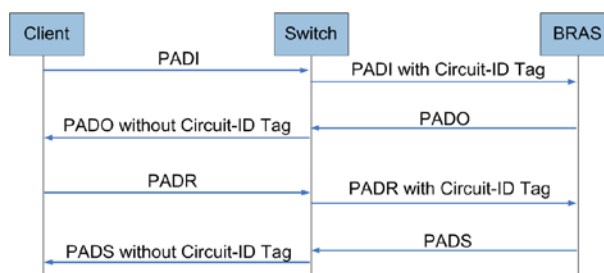 Client
Switch
BRAS
PADI
PADI with Circuit-ID Tag
PADO
PADO without Circuit-ID Tag
PADR
PADR with Circuit-ID Tag
PADS
PADS without Circuit-ID Tag